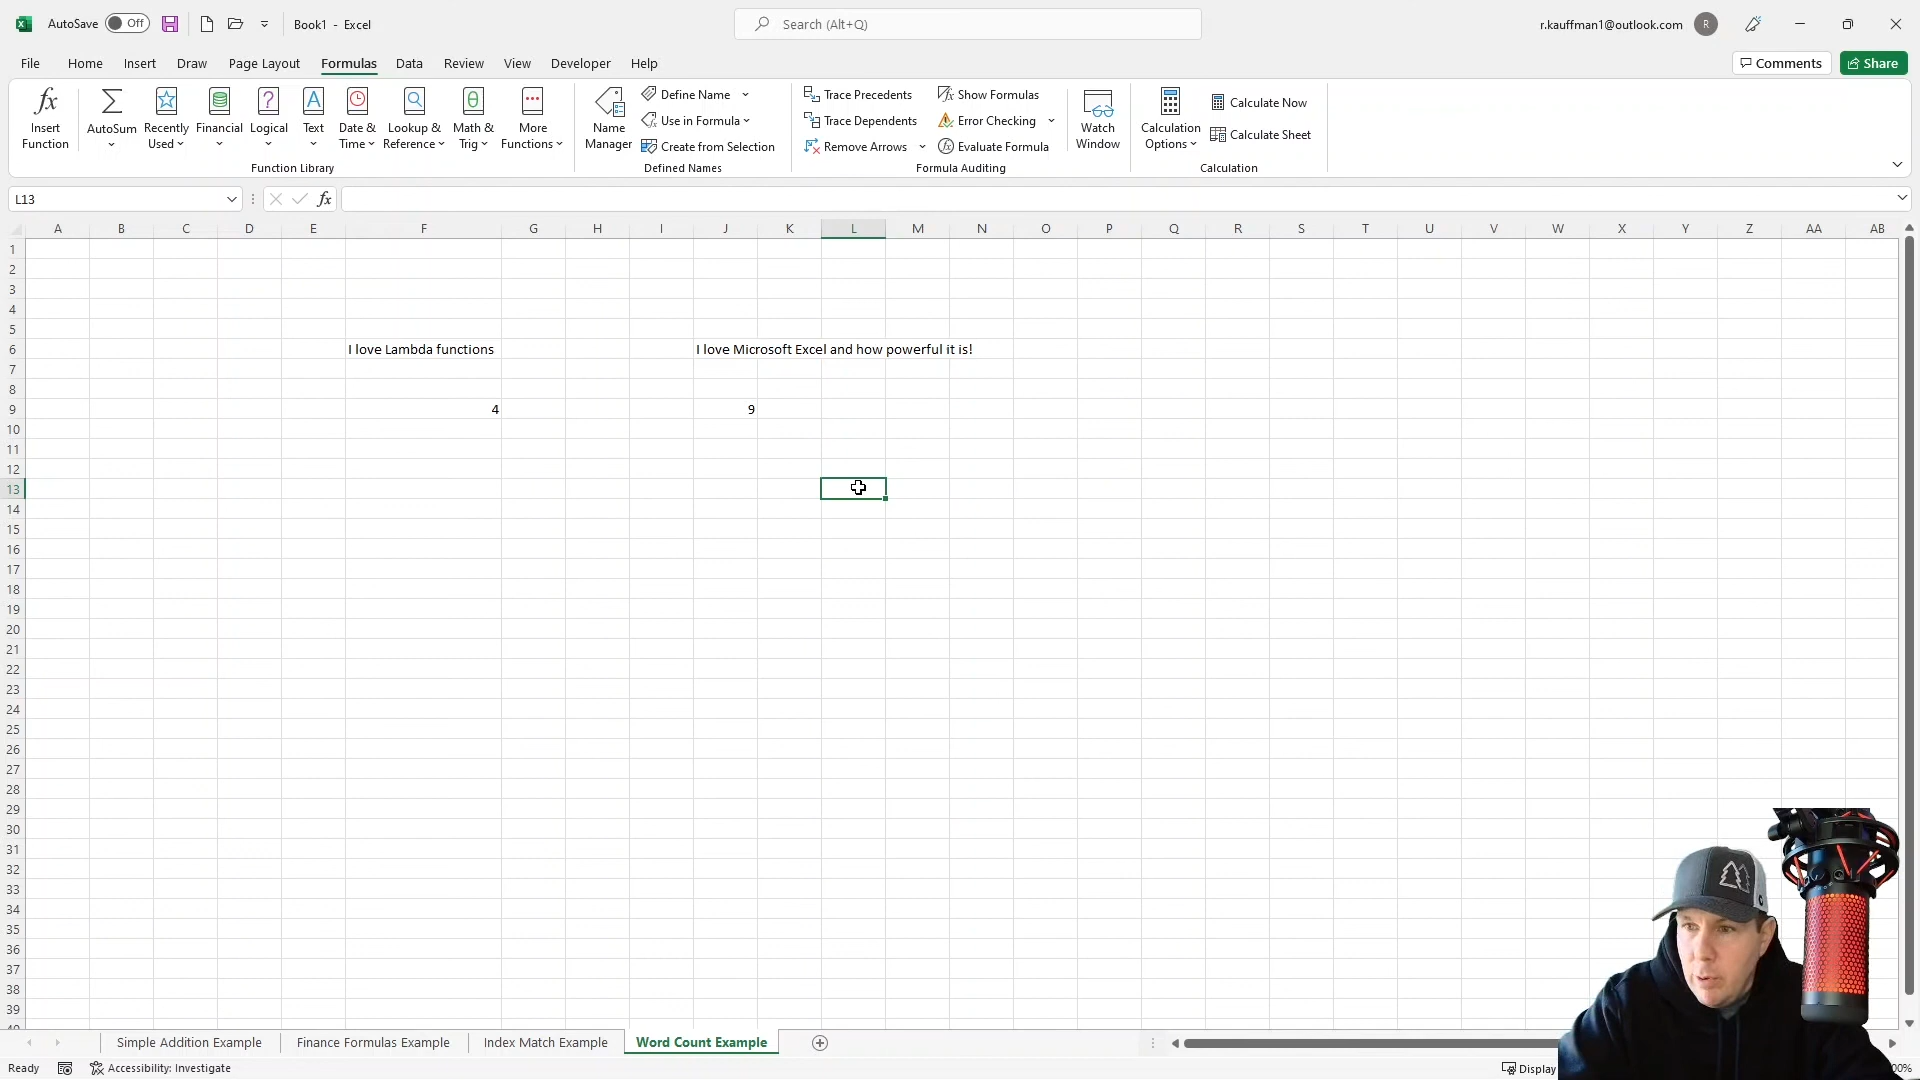 AutoSave Off Book1 - Excel Search (Alt+Q) r.kauffman1@outlook.com R
File Home Insert Draw Page Layout Formulas Data Review View Developer Help Comments Share
Insert Function
AutoSum
Recently Used
Financial
Logical
Text
Date & Time
Lookup & Reference
Math & Trig
More Functions
Function Library
Name Manager
Define Name
Use in Formula
Create from Selection
Defined Names
Trace Precedents
Trace Dependents
Remove Arrows
Show Formulas
Error Checking
Evaluate Formula
Formula Auditing
Watch Window
Calculation Options
Calculate Now
Calculate Sheet
Calculation
L13 fx
A B C D E F G H I J K L M N O P Q R S T U V W X Y Z AA AB
1
2
3
4
5
6 I love Lambda functions I love Microsoft Excel and how powerful it is!
7
8
9 4 9
10
11
12
13
14
15
16
17
18
19
20
21
22
23
24
25
26
27
28
29
30
31
32
33
34
35
36
37
38
39
Simple Addition Example Finance Formulas Example Index Match Example Word Count Example
Ready Accessibility: Investigate Display